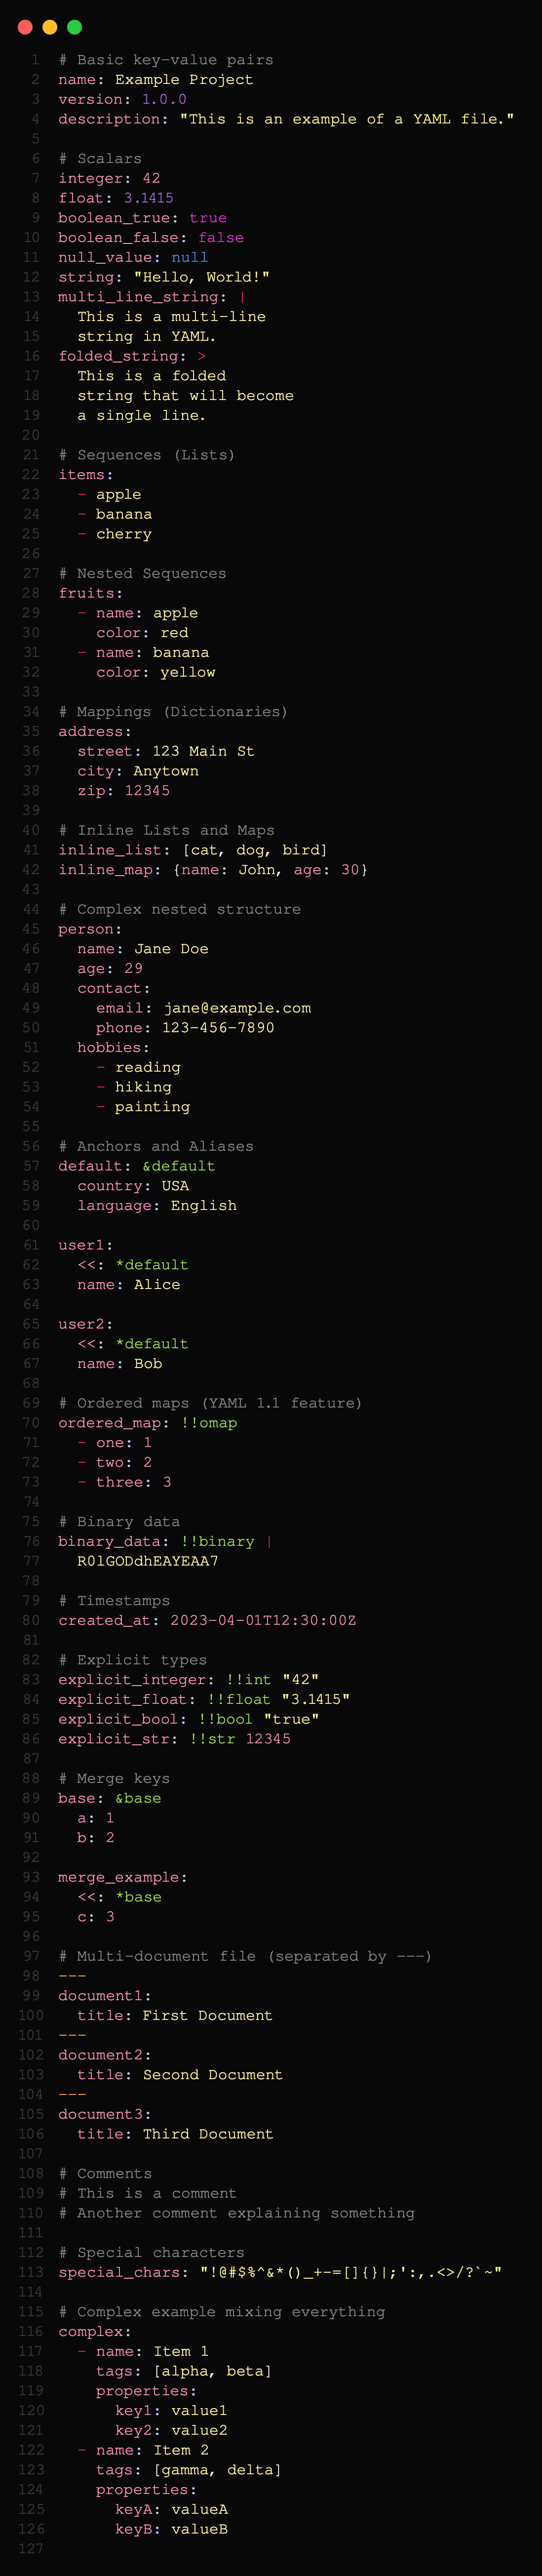 1 # Basic key-value pairs
2 name: Example Project
3 version: 1.0.0
4 description: "This is an example of a YAML file."
5
6 # Scalars
7 integer: 42
8 float: 3.1415
9 boolean_true: true
10 boolean_false: false
11 null_value: null
12 string: "Hello, World!"
13 multi_line_string: |
14   This is a multi-line
15   string in YAML.
16 folded_string: >
17   This is a folded
18   string that will become
19   a single line.
20
21 # Sequences (Lists)
22 items:
23   - apple
24   - banana
25   - cherry
26
27 # Nested Sequences
28 fruits:
29   - name: apple
30     color: red
31   - name: banana
32     color: yellow
33
34 # Mappings (Dictionaries)
35 address:
36   street: 123 Main St
37   city: Anytown
38   zip: 12345
39
40 # Inline Lists and Maps
41 inline_list: [cat, dog, bird]
42 inline_map: {name: John, age: 30}
43
44 # Complex nested structure
45 person:
46   name: Jane Doe
47   age: 29
48   contact:
49     email: jane@example.com
50     phone: 123-456-7890
51   hobbies:
52     - reading
53     - hiking
54     - painting
55
56 # Anchors and Aliases
57 default: &default
58   country: USA
59   language: English
60
61 user1:
62   <<: *default
63   name: Alice
64
65 user2:
66   <<: *default
67   name: Bob
68
69 # Ordered maps (YAML 1.1 feature)
70 ordered_map: !!omap
71   - one: 1
72   - two: 2
73   - three: 3
74
75 # Binary data
76 binary_data: !!binary |
77   R0lGODdhEAYEAA7
78
79 # Timestamps
80 created_at: 2023-04-01T12:30:00Z
81
82 # Explicit types
83 explicit_integer: !!int "42"
84 explicit_float: !!float "3.1415"
85 explicit_bool: !!bool "true"
86 explicit_str: !!str 12345
87
88 # Merge keys
89 base: &base
90   a: 1
91   b: 2
92
93 merge_example:
94   <<: *base
95   c: 3
96
97 # Multi-document file (separated by ---)
98 ---
99 document1:
100   title: First Document
101 ---
102 document2:
103   title: Second Document
104 ---
105 document3:
106   title: Third Document
107
108 # Comments
109 # This is a comment
110 # Another comment explaining something
111
112 # Special characters
113 special_chars: "!@#$%^&*()_+-=[]{}|;':,.<>/?`~"
114
115 # Complex example mixing everything
116 complex:
117   - name: Item 1
118     tags: [alpha, beta]
119     properties:
120       key1: value1
121       key2: value2
122   - name: Item 2
123     tags: [gamma, delta]
124     properties:
125       keyA: valueA
126       keyB: valueB
127